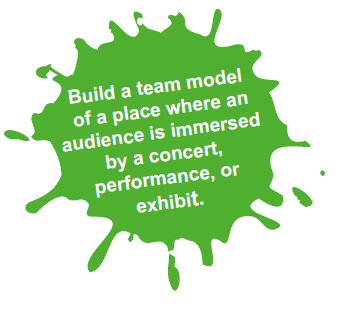 Build a team model
of a place where an
audience is immersed
by a concert,
performance, or
exhibit.